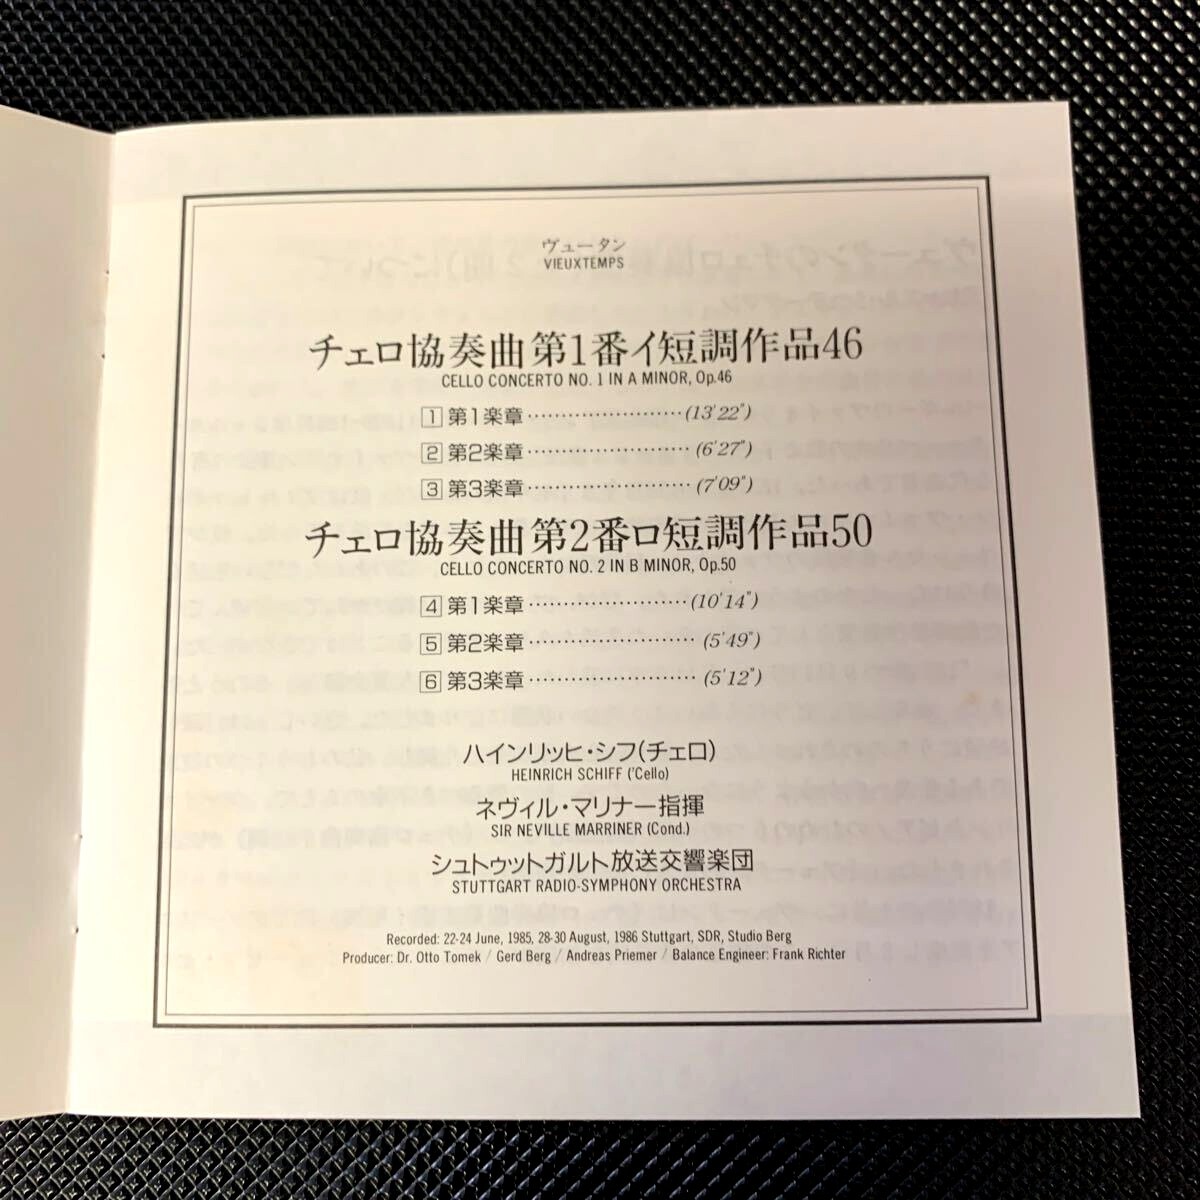 ヴュータン
VIEUXTEMPS
チェロ協奏曲第1番イ短調作品46
CELLO CONCERTO NO. 1 IN A MINOR, Op.46
1 第1楽章 ······················ (13'22")
2 第2楽章 ························ (6'27")
3 第3楽章 ························ (7'09")
チェロ協奏曲第2番ロ短調作品50
CELLO CONCERTO NO. 2 IN B MINOR, Op.50
4 第1楽章 ······················ (10'14")
5 第2楽章 ························ (5'49")
6 第3楽章 ························ (5'12")
ハインリッヒ・シフ(チェロ)
HEINRICH SCHIFF ('Cello)
ネヴィル・マリナー指揮
SIR NEVILLE MARRINER (Cond.)
シュトゥットガルト放送交響楽団
STUTTGART RADIO-SYMPHONY ORCHESTRA
Recorded: 22-24 June, 1985, 28-30 August, 1986 Stuttgart, SDR, Studio Berg
Producer: Dr. Otto Tomek / Gerd Berg / Andreas Priemer / Balance Engineer: Frank Richter